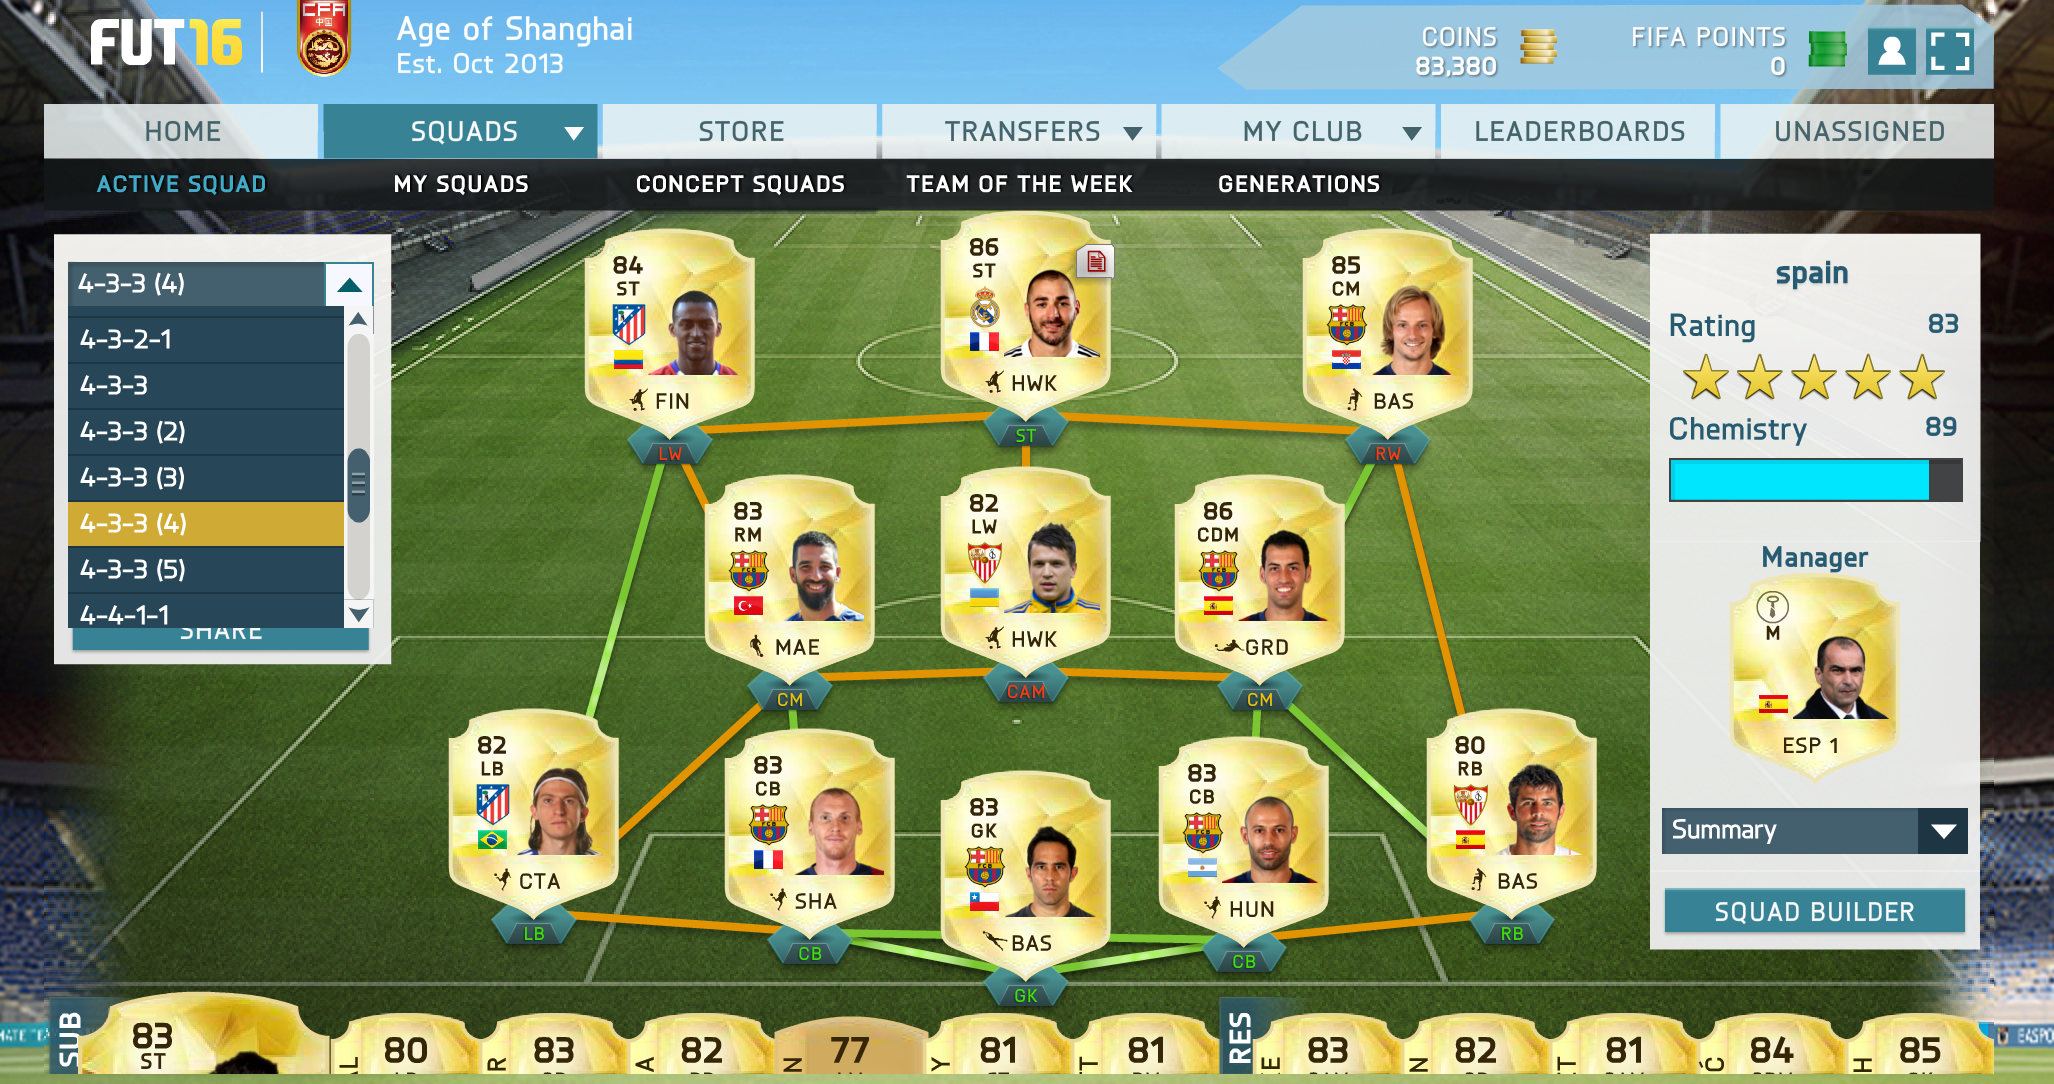 FUT 16
CFA
中国
Age of Shanghai
Est. Oct 2013
COINS
83,380
FIFA POINTS
0
HOME
SQUADS
STORE
TRANSFERS
MY CLUB
LEADERBOARDS
UNASSIGNED
ACTIVE SQUAD
MY SQUADS
CONCEPT SQUADS
TEAM OF THE WEEK
GENERATIONS
4-3-3 (4)
4-3-2-1
4-3-3
4-3-3 (2)
4-3-3 (3)
4-3-3 (4)
4-3-3 (5)
4-4-1-1
SHARE
84
ST
FIN
LW
86
ST
HWK
ST
85
CM
BAS
RW
83
RM
MAE
CM
82
LW
HWK
CAM
86
CDM
GRD
CM
82
LB
CTA
LB
83
CB
SHA
CB
83
GK
BAS
GK
83
CB
HUN
CB
80
RB
BAS
RB
spain
Rating 83
Chemistry 89
Manager
M
ESP 1
Summary
SQUAD BUILDER
SUB
83
ST
80
83
82
77
81
81
RES
83
82
81
84
85